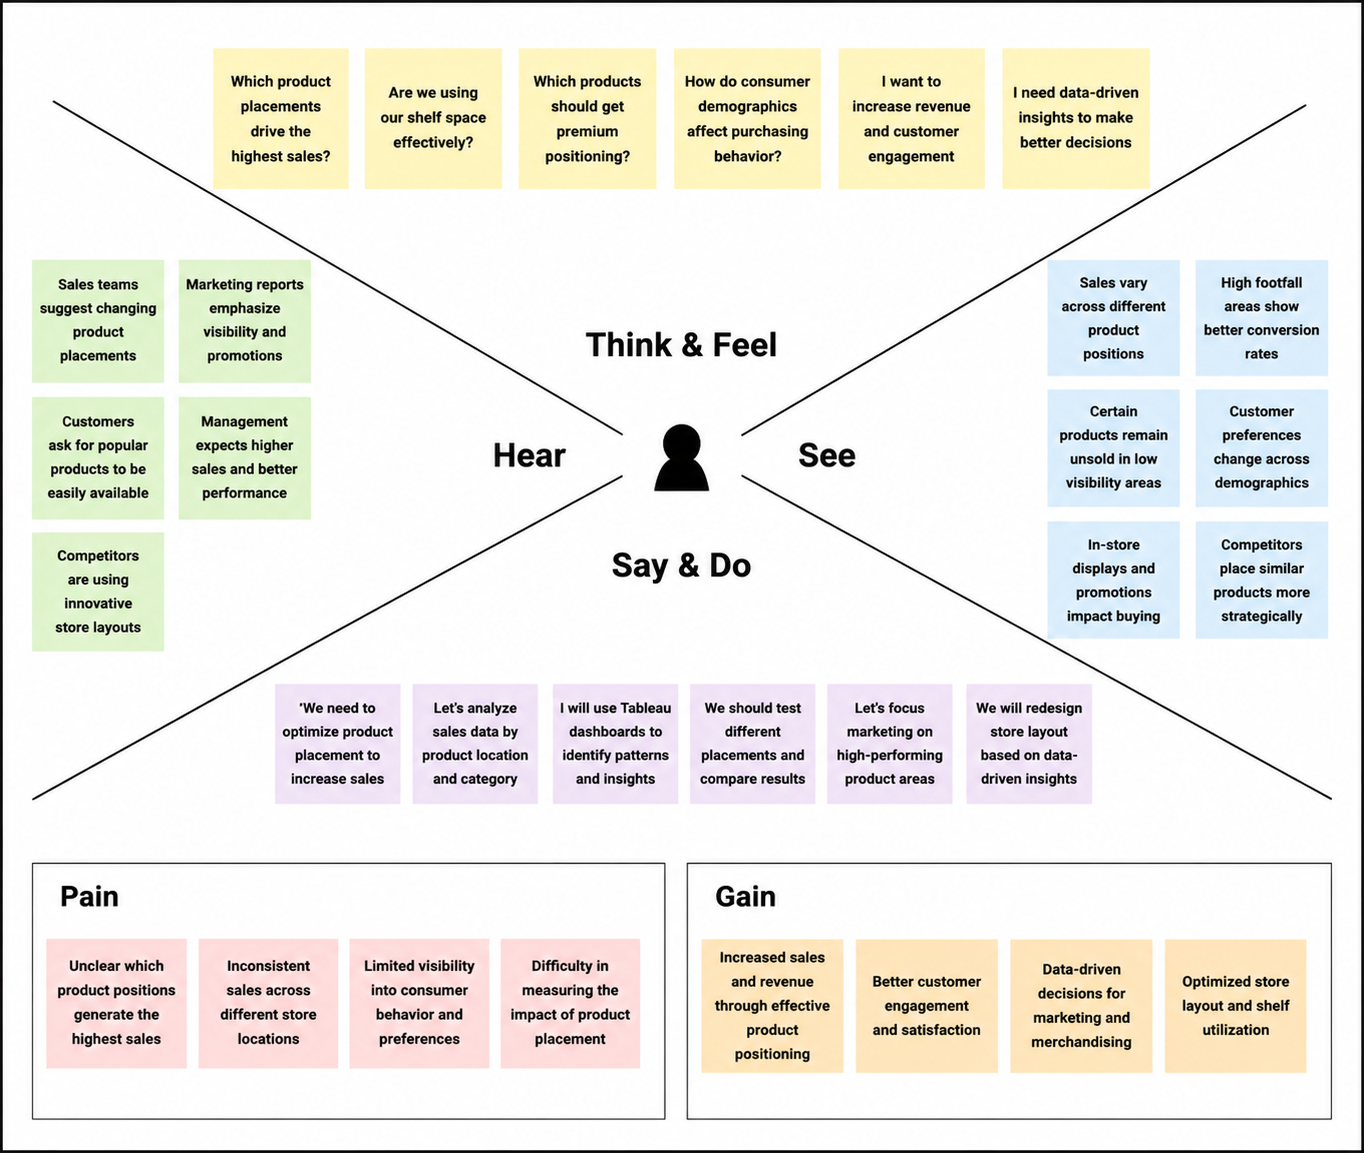 Which product
placements
drive the
highest sales?
Are we using
our shelf space
effectively?
Which products
should get
premium
positioning?
How do consumer
demographics
affect purchasing
behavior?
I want to
increase revenue
and customer
engagement
I need data-driven
insights to make
better decisions
Think & Feel
Hear
Sales teams
suggest changing
product
placements
Marketing reports
emphasize
visibility and
promotions
Customers
ask for popular
products to be
easily available
Management
expects higher
sales and better
performance
Competitors
are using
innovative
store layouts
See
Sales vary
across different
product
positions
High footfall
areas show
better conversion
rates
Certain
products remain
unsold in low
visibility areas
Customer
preferences
change across
demographics
In-store
displays and
promotions
impact buying
Competitors
place similar
products more
strategically
Say & Do
'We need to
optimize product
placement to
increase sales
Let's analyze
sales data by
product location
and category
I will use Tableau
dashboards to
identify patterns
and insights
We should test
different
placements and
compare results
Let's focus
marketing on
high-performing
product areas
We will redesign
store layout
based on data-
driven insights
Pain
Unclear which
product positions
generate the
highest sales
Inconsistent
sales across
different store
locations
Limited visibility
into consumer
behavior and
preferences
Difficulty in
measuring the
impact of product
placement
Gain
Increased sales
and revenue
through effective
product
positioning
Better customer
engagement
and satisfaction
Data-driven
decisions for
marketing and
merchandising
Optimized store
layout and shelf
utilization